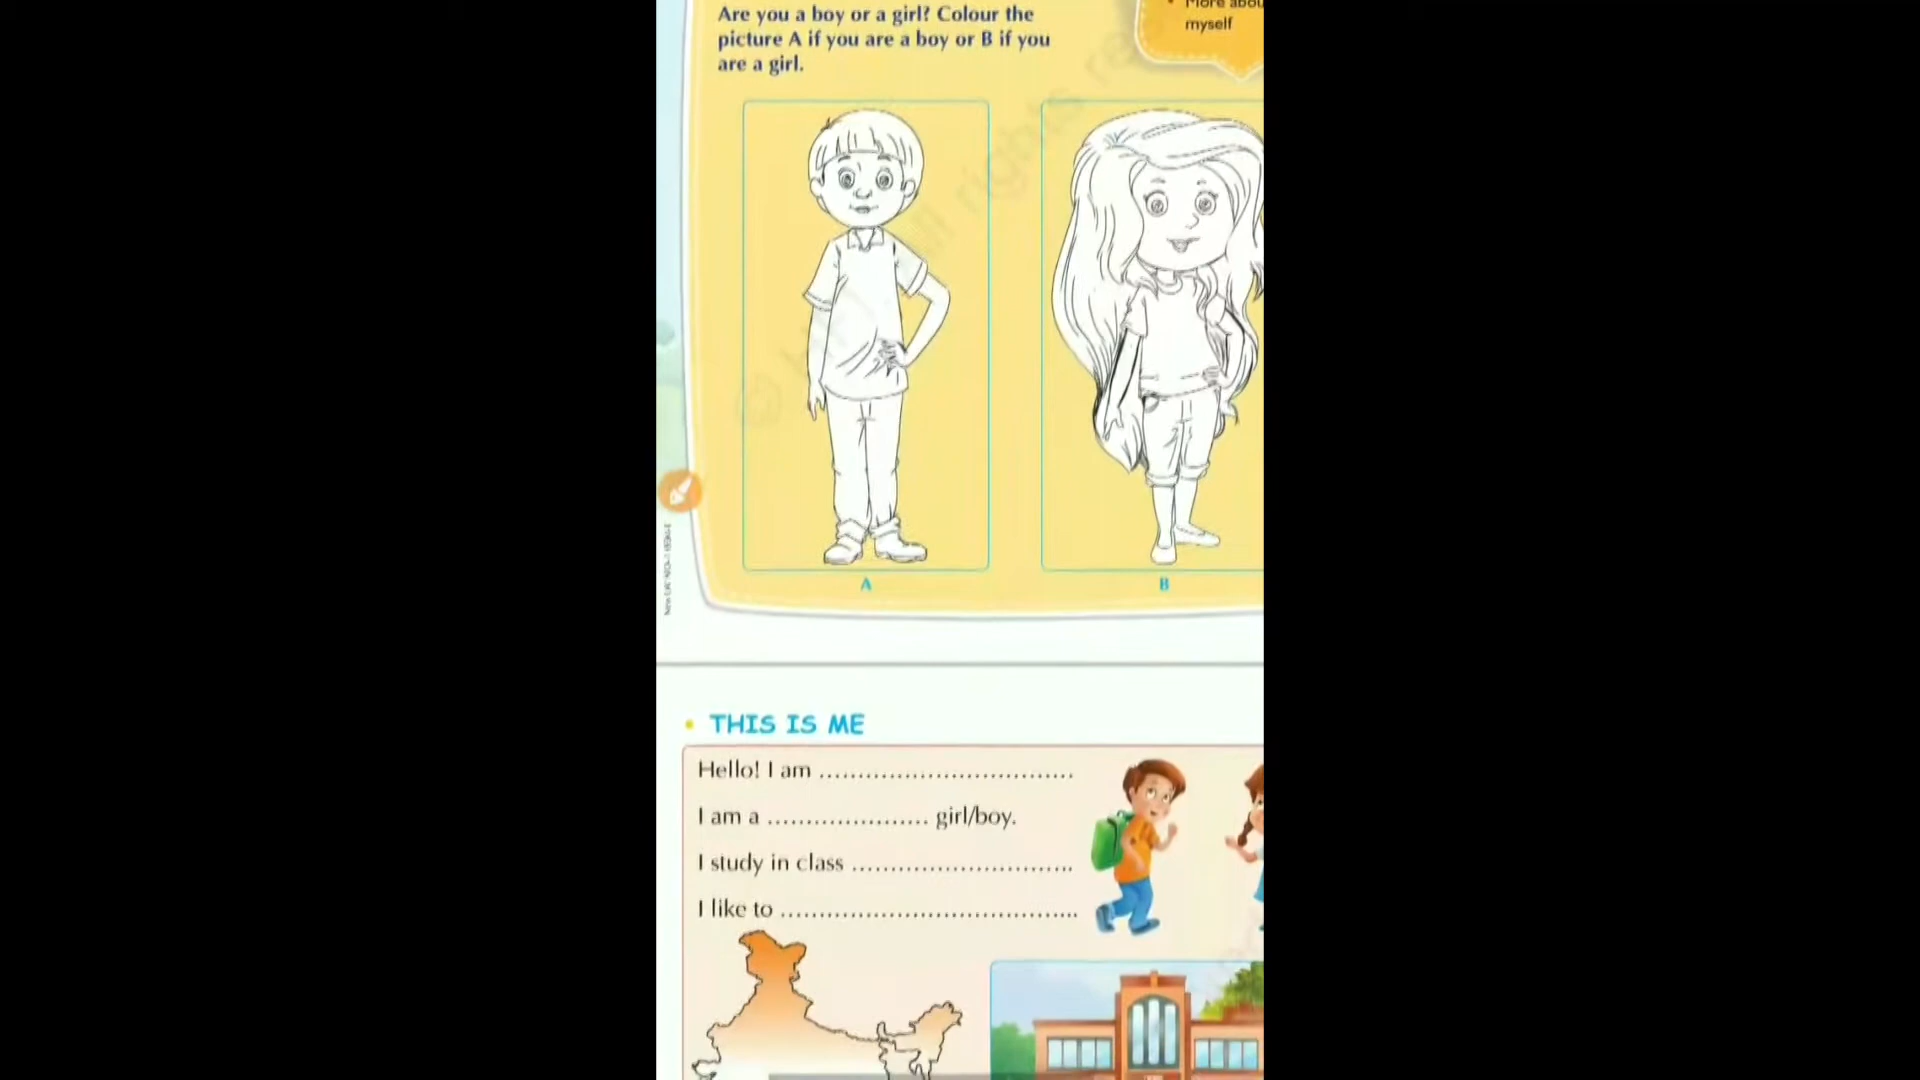 Are you a boy or a girl? Colour the
picture A if you are a boy or B if you
are a girl.
myself
A
B
• THIS IS ME
Hello! I am ................................
I am a ..................... girl/boy.
I study in class ............................
I like to ......................................